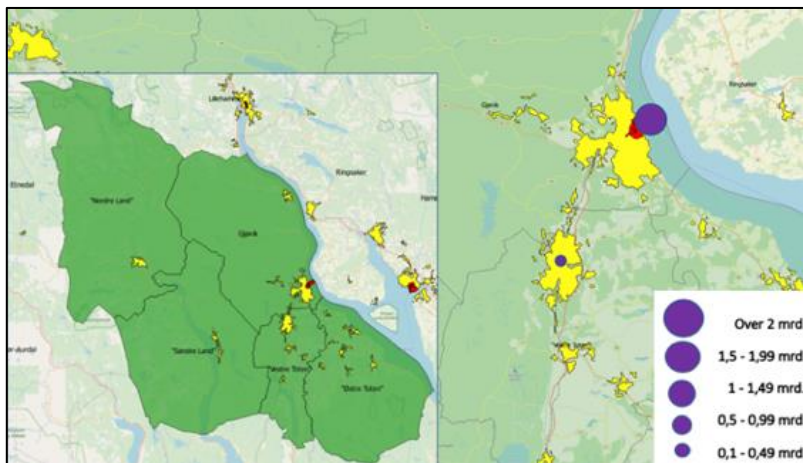 Lillehammer
Ringsaker
Etnedal
"Nordre Land"
Gjøvik
"Søndre Land"
"Vestre Toten"
"Østre Toten"
Gjøvik
Ringsaker
Over 2 mrd
1,5 - 1,99 mrd
1 - 1,49 mrd.
0,5 - 0,99 mrd
0,1 - 0,49 mrd